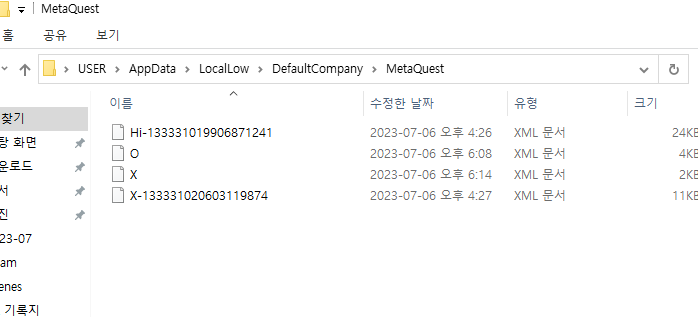 MetaQuest
홈 공유 보기
USER > AppData > LocalLow > DefaultCompany > MetaQuest
이름 수정한 날짜 유형 크기
찾기
탕 화면
운로드
서
진
23-07
am
enes
기록지
Hi-133331019906871241 2023-07-06 오후 4:26 XML 문서 24KB
O 2023-07-06 오후 6:08 XML 문서 4KB
X 2023-07-06 오후 6:14 XML 문서 2KB
X-133331020603119874 2023-07-06 오후 4:27 XML 문서 11KB